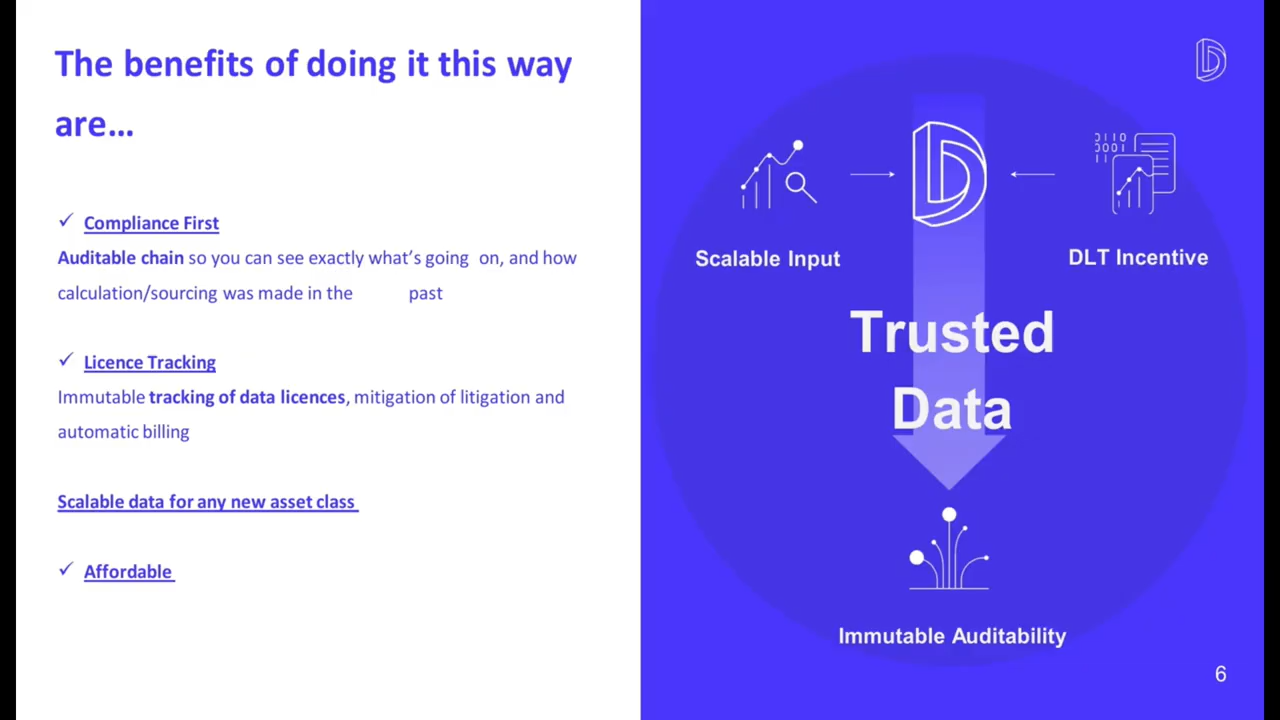 The benefits of doing it this way
are…
✓ Compliance First
Auditable chain so you can see exactly what’s going on, and how
calculation/sourcing was made in the past
✓ Licence Tracking
Immutable tracking of data licences, mitigation of litigation and
automatic billing
Scalable data for any new asset class
✓ Affordable
Scalable Input
DLT Incentive
Trusted
Data
Immutable Auditability
6